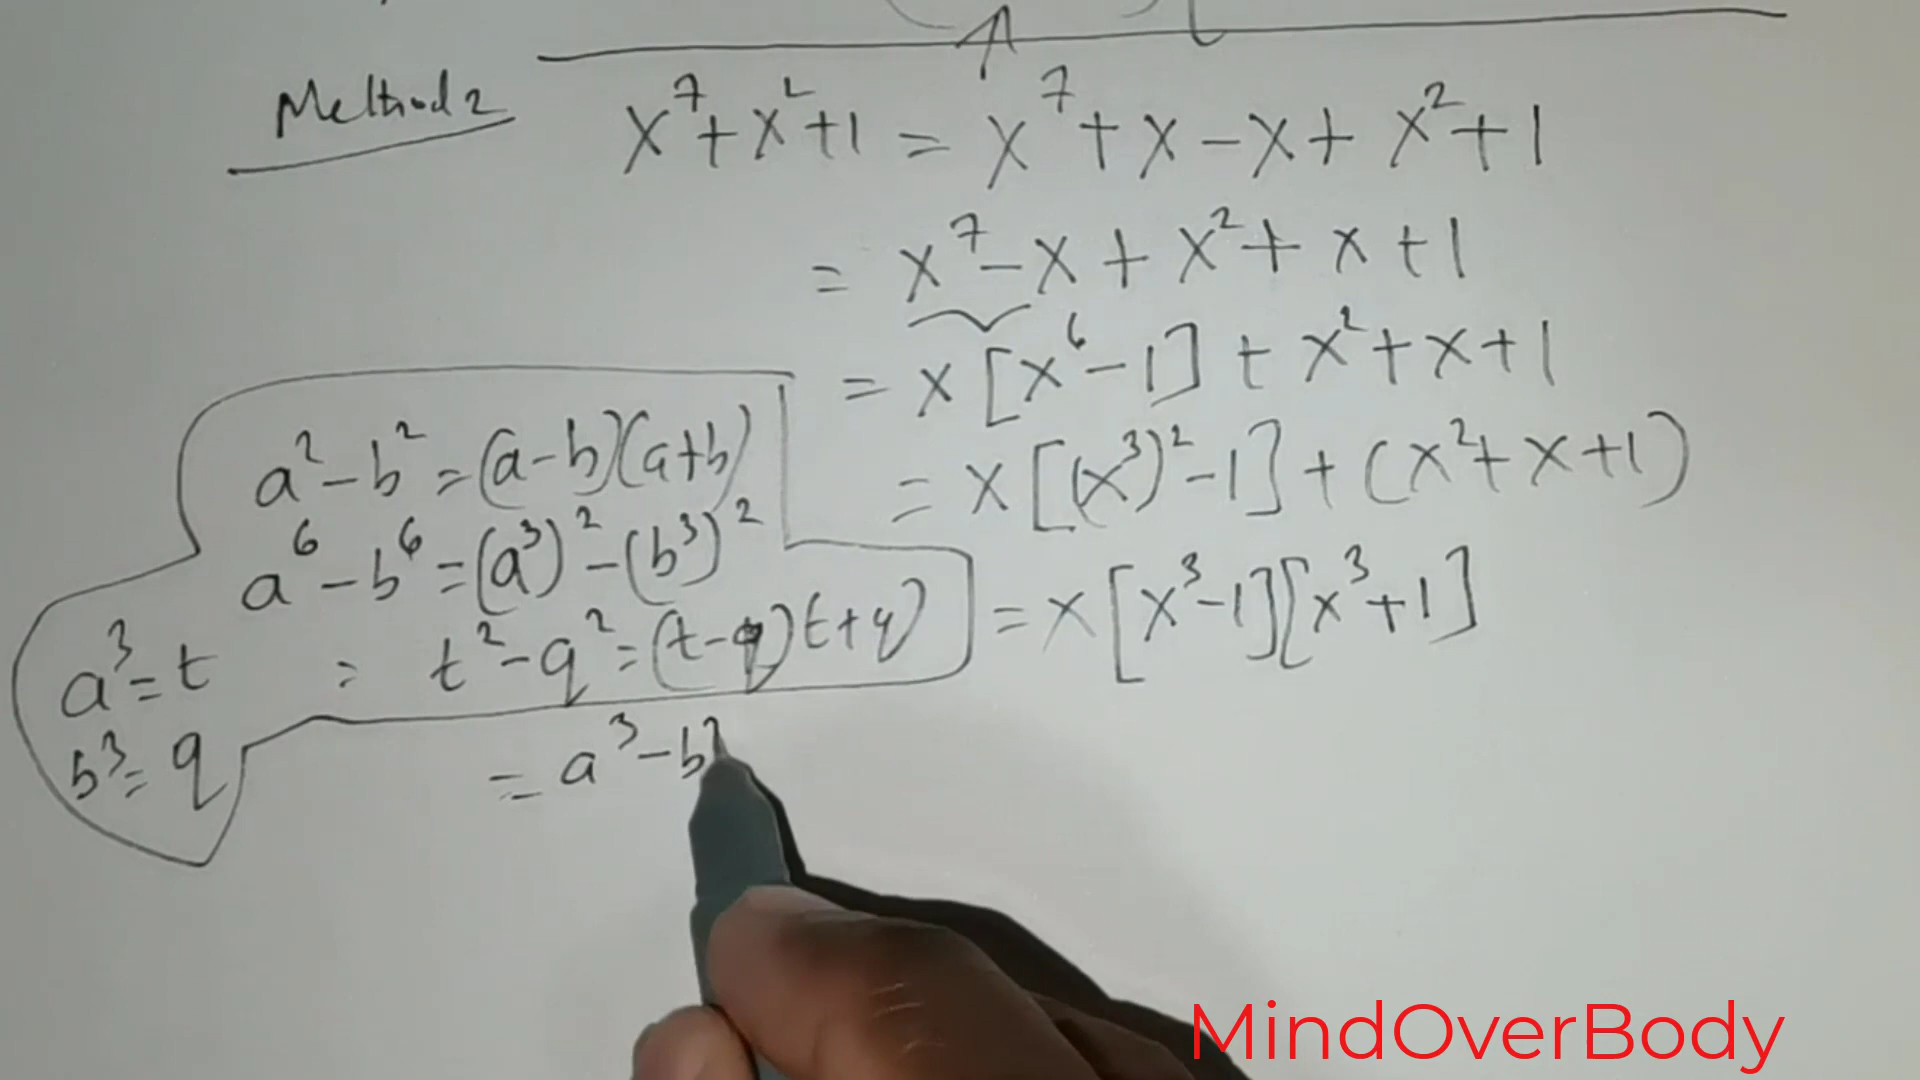 Method 2
x⁷+x²+1 = x⁷+x-x+x²+1
= x⁷-x+x²+x+1
= x[x⁶-1]+x²+x+1
= x[(x³)²-1]+(x²+x+1)
= x[x³-1][x³+1]
a²-b²=(a-b)(a+b)
a⁶-b⁶=(a³)²-(b³)²
a³=t = t²-q²=(t-q)(t+q)
b³=q
= a³-b
MindOverBody